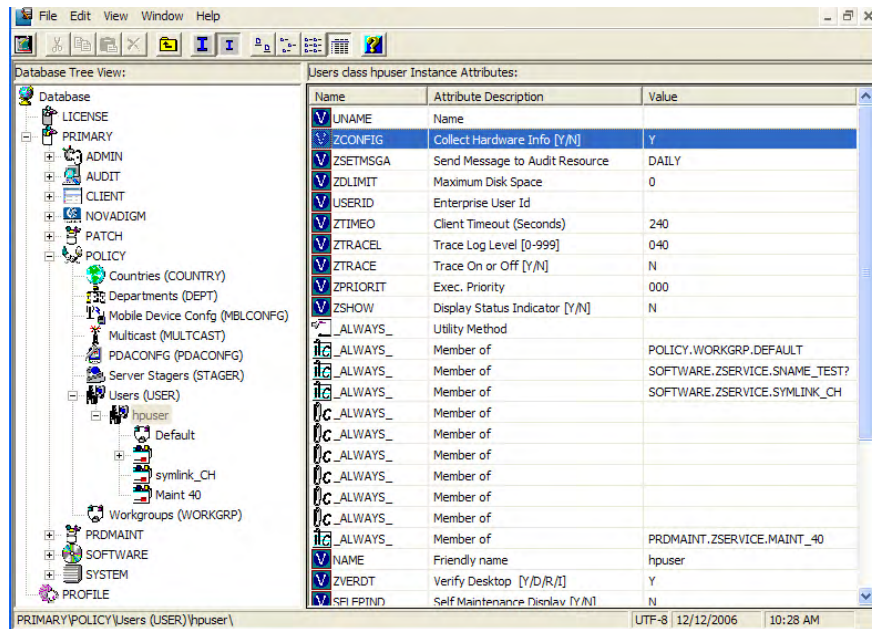 File Edit View Window Help
Database Tree View:
Users class hpuser Instance Attributes:
Database
LICENSE
PRIMARY
ADMIN
AUDIT
CLIENT
NOVADIGM
PATCH
POLICY
Countries (COUNTRY)
Departments (DEPT)
Mobile Device Confg (MBLCONFG)
Multicast (MULTCAST)
PDACONFG (PDACONFG)
Server Stagers (STAGER)
Users (USER)
hpuser
Default
symlink_CH
Maint 40
Workgroups (WORKGRP)
PRDMAINT
SOFTWARE
SYSTEM
PROFILE
Name Attribute Description Value
UNAME Name
ZCONFIG Collect Hardware Info [Y/N] Y
ZSETMSGA Send Message to Audit Resource DAILY
ZDLIMIT Maximum Disk Space 0
USERID Enterprise User Id
ZTIMEO Client Timeout (Seconds) 240
ZTRACEL Trace Log Level [0-999] 040
ZTRACE Trace On or Off [Y/N] N
ZPRIORIT Exec. Priority 000
ZSHOW Display Status Indicator [Y/N] N
_ALWAYS_ Utility Method
_ALWAYS_ Member of POLICY.WORKGRP.DEFAULT
_ALWAYS_ Member of SOFTWARE.ZSERVICE.SNAME_TEST?
_ALWAYS_ Member of SOFTWARE.ZSERVICE.SYMLINK_CH
_ALWAYS_ Member of
_ALWAYS_ Member of
_ALWAYS_ Member of
_ALWAYS_ Member of
_ALWAYS_ Member of
_ALWAYS_ Member of
_ALWAYS_ Member of PRDMAINT.ZSERVICE.MAINT_40
NAME Friendly name hpuser
ZVERDT Verify Desktop [Y/D/R/I] Y
SELFPIND Self Maintenance Display [Y/N] N
PRIMARY\POLICY\Users (USER)\hpuser\ UTF-8 12/12/2006 10:28 AM